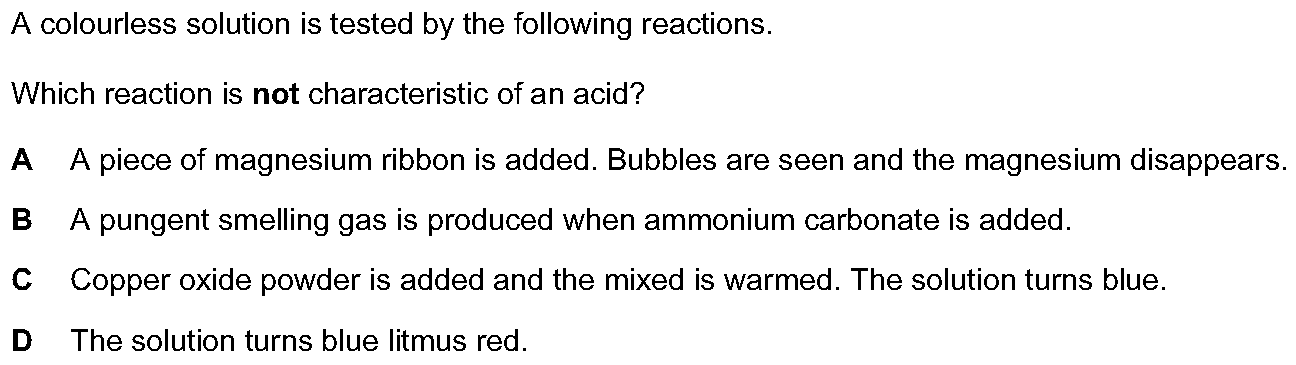 A colourless solution is tested by the following reactions.
Which reaction is not characteristic of an acid?
A A piece of magnesium ribbon is added. Bubbles are seen and the magnesium disappears.
B A pungent smelling gas is produced when ammonium carbonate is added.
C Copper oxide powder is added and the mixed is warmed. The solution turns blue.
D The solution turns blue litmus red.